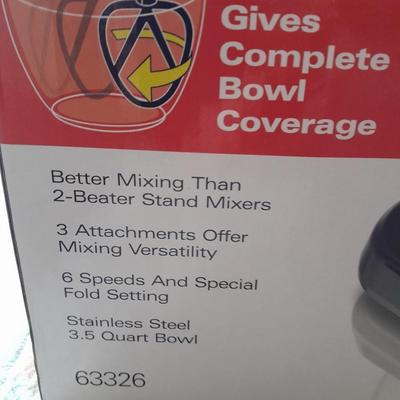 Gives
Complete
Bowl
Coverage
Better Mixing Than
2-Beater Stand Mixers
3 Attachments Offer
Mixing Versatility
6 Speeds And Special
Fold Setting
Stainless Steel
3.5 Quart Bowl
63326